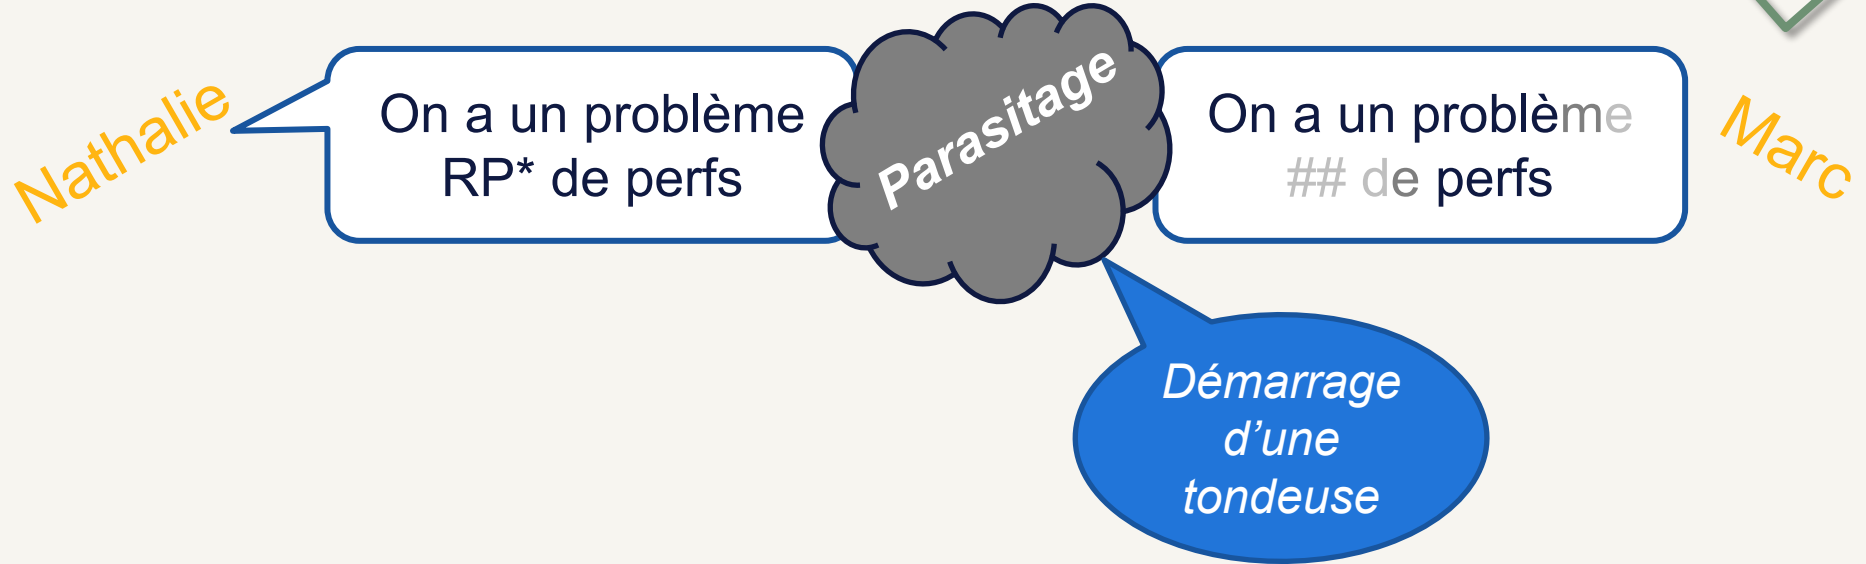 Nathalie
On a un problème
RP* de perfs
Parasitage
On a un problème
## de perfs
Marc
Démarrage
d’une
tondeuse